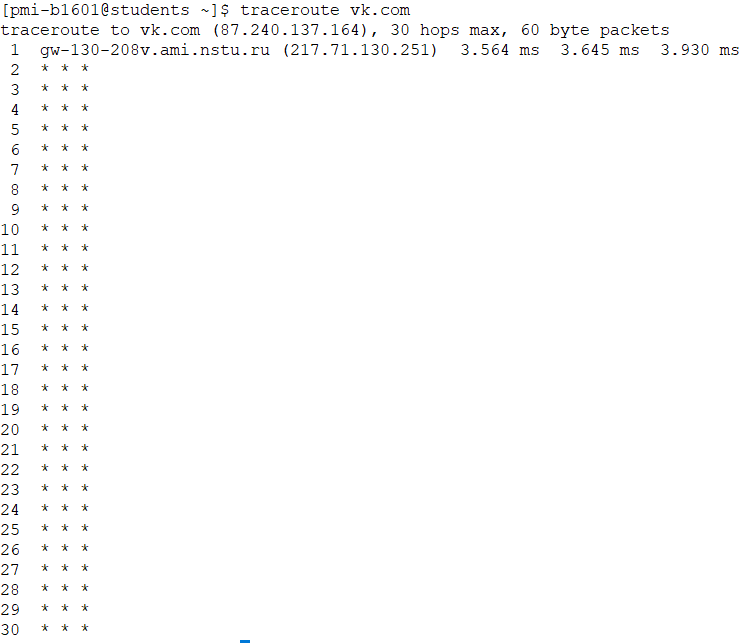 [pmi-b1601@students ~]$ traceroute vk.com
traceroute to vk.com (87.240.137.164), 30 hops max, 60 byte packets
 1  gw-130-208v.ami.nstu.ru (217.71.130.251)  3.564 ms  3.645 ms  3.930 ms
 2  * * *
 3  * * *
 4  * * *
 5  * * *
 6  * * *
 7  * * *
 8  * * *
 9  * * *
10  * * *
11  * * *
12  * * *
13  * * *
14  * * *
15  * * *
16  * * *
17  * * *
18  * * *
19  * * *
20  * * *
21  * * *
22  * * *
23  * * *
24  * * *
25  * * *
26  * * *
27  * * *
28  * * *
29  * * *
30  * * *